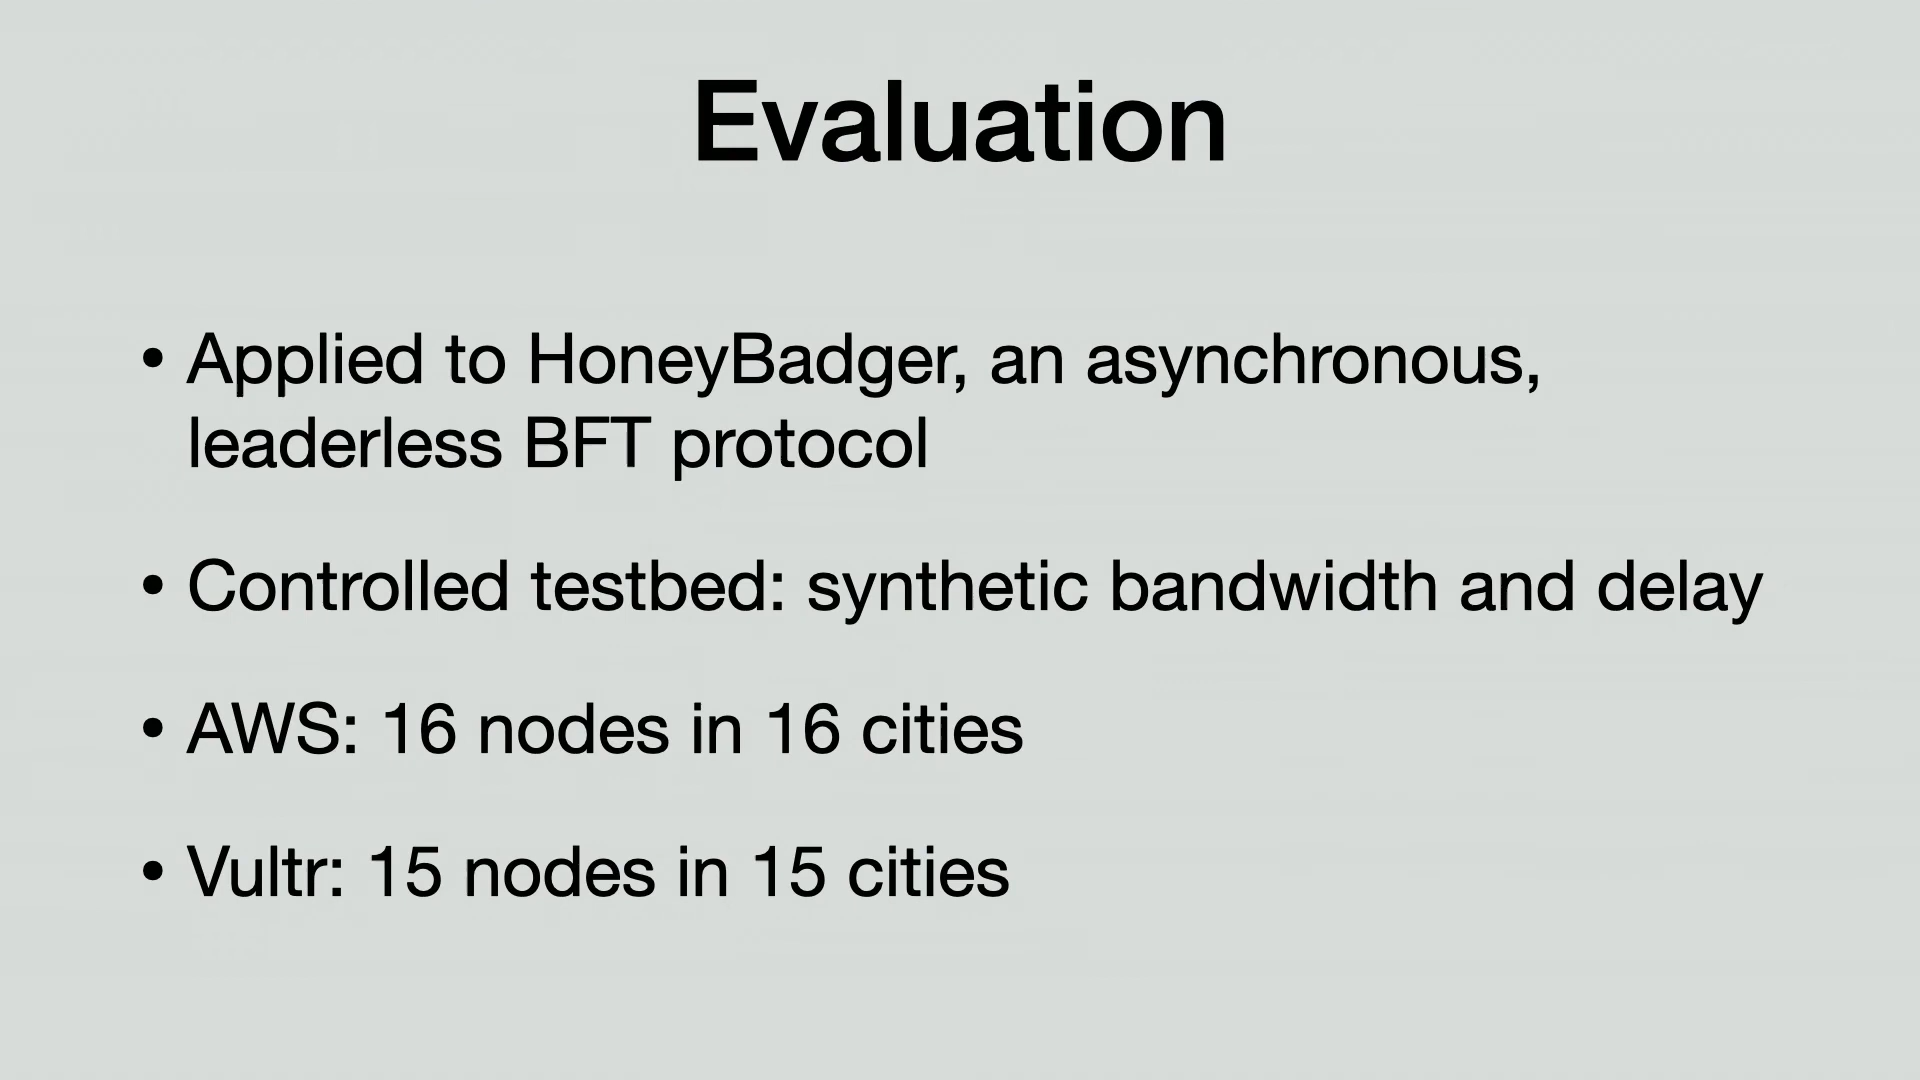 Evaluation
• Applied to HoneyBadger, an asynchronous,
leaderless BFT protocol
• Controlled testbed: synthetic bandwidth and delay
• AWS: 16 nodes in 16 cities
• Vultr: 15 nodes in 15 cities